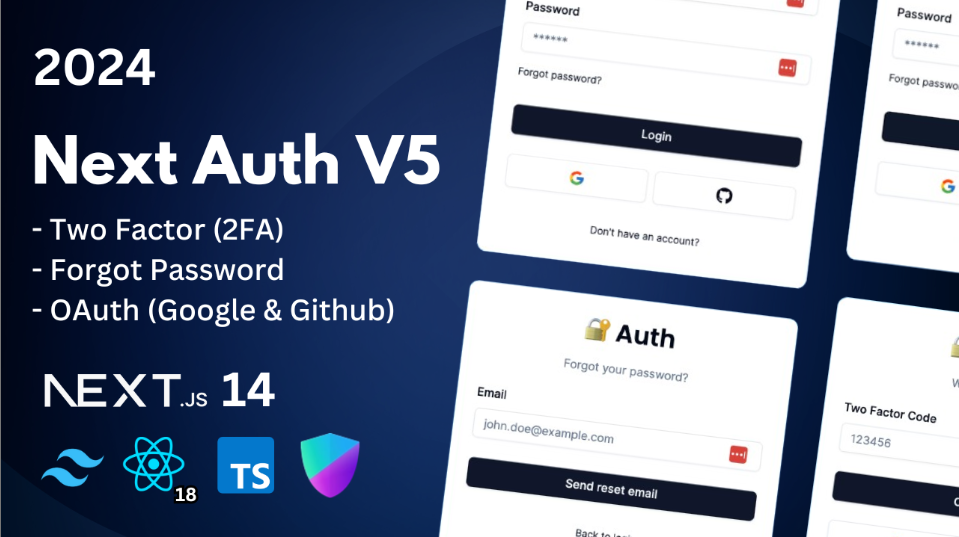 2024
Next Auth V5
- Two Factor (2FA)
- Forgot Password
- OAuth (Google & Github)
NEXT.JS 14
18
TS
Password
******
Forgot password?
Login
Don't have an account?
🔐 Auth
Forgot your password?
Email
john.doe@example.com
Send reset email
Back to
Password
******
Forgot
Two Factor Code
123456